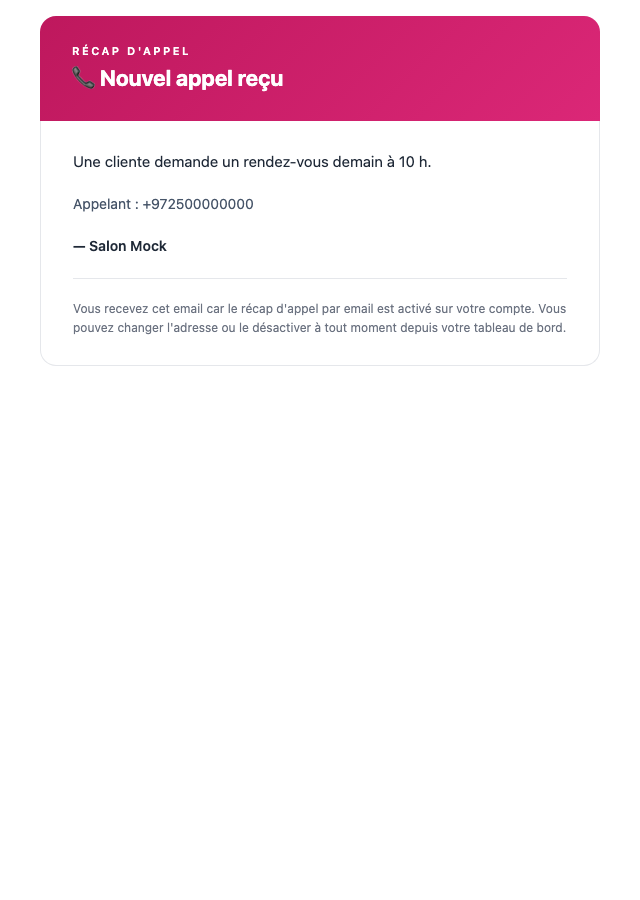 RÉCAP D'APPEL
📞 Nouvel appel reçu
Une cliente demande un rendez-vous demain à 10 h.
Appelant : +972500000000
— Salon Mock
Vous recevez cet email car le récap d'appel par email est activé sur votre compte. Vous
pouvez changer l'adresse ou le désactiver à tout moment depuis votre tableau de bord.